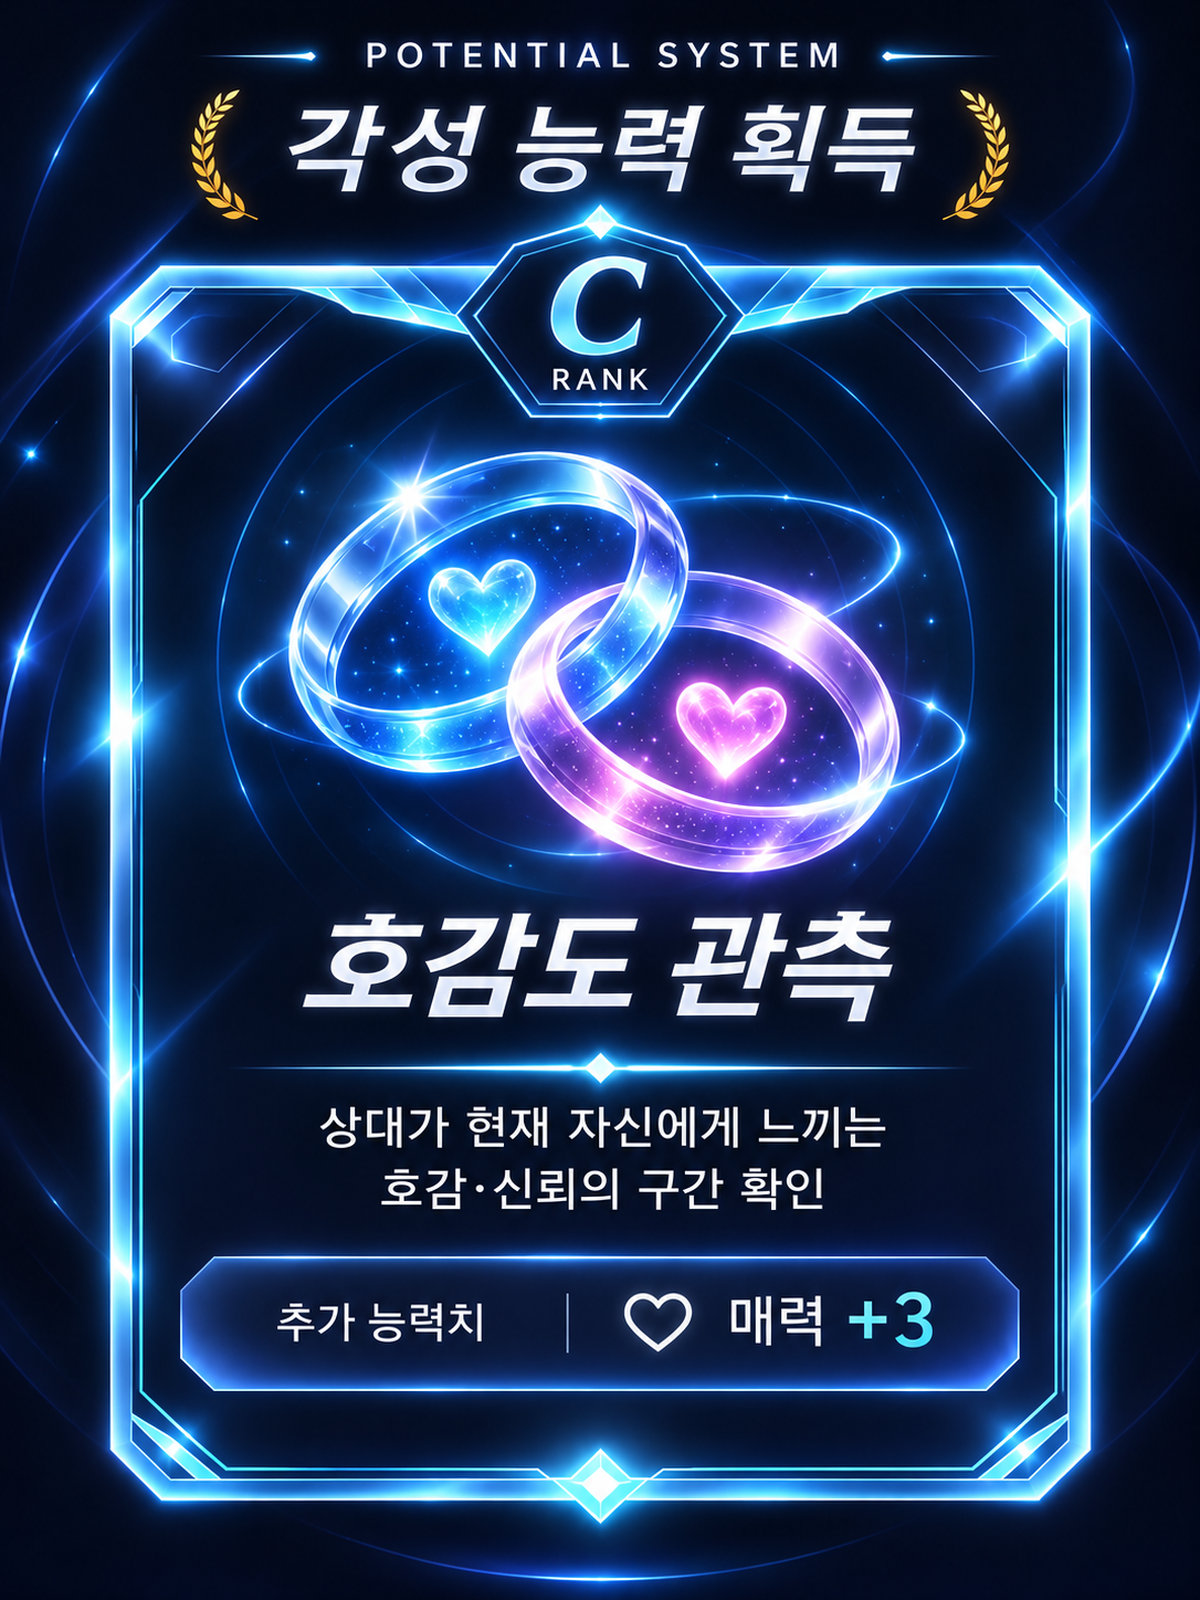 POTENTIAL SYSTEM
각성 능력 획득
C
RANK
호감도 관측
상대가 현재 자신에게 느끼는
호감·신뢰의 구간 확인
추가 능력치
매력 +3